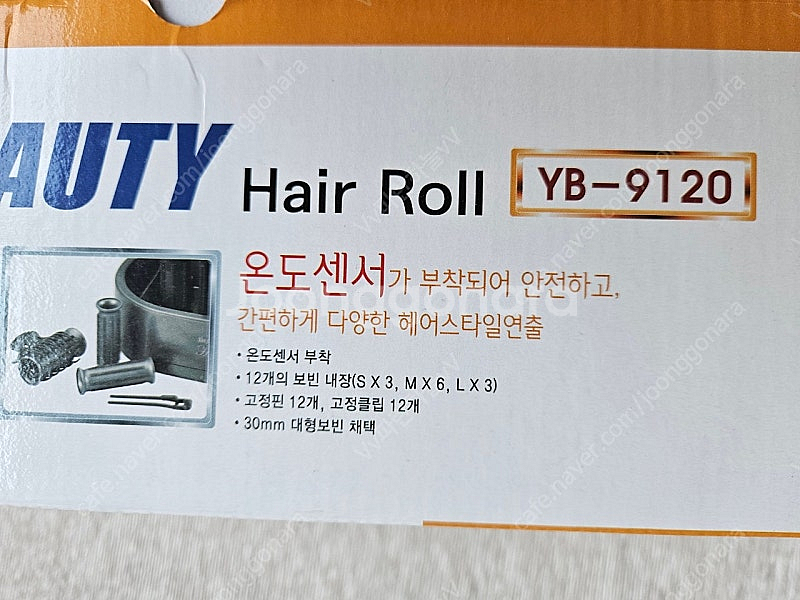 AUTY Hair Roll YB-9120
온도센서가 부착되어 안전하고,
간편하게 다양한 헤어스타일연출
• 온도센서 부착
• 12개의 보빈 내장(S X 3, M X 6, L X 3)
• 고정핀 12개, 고정클립 12개
• 30mm 대형보빈 채택
joonggonara